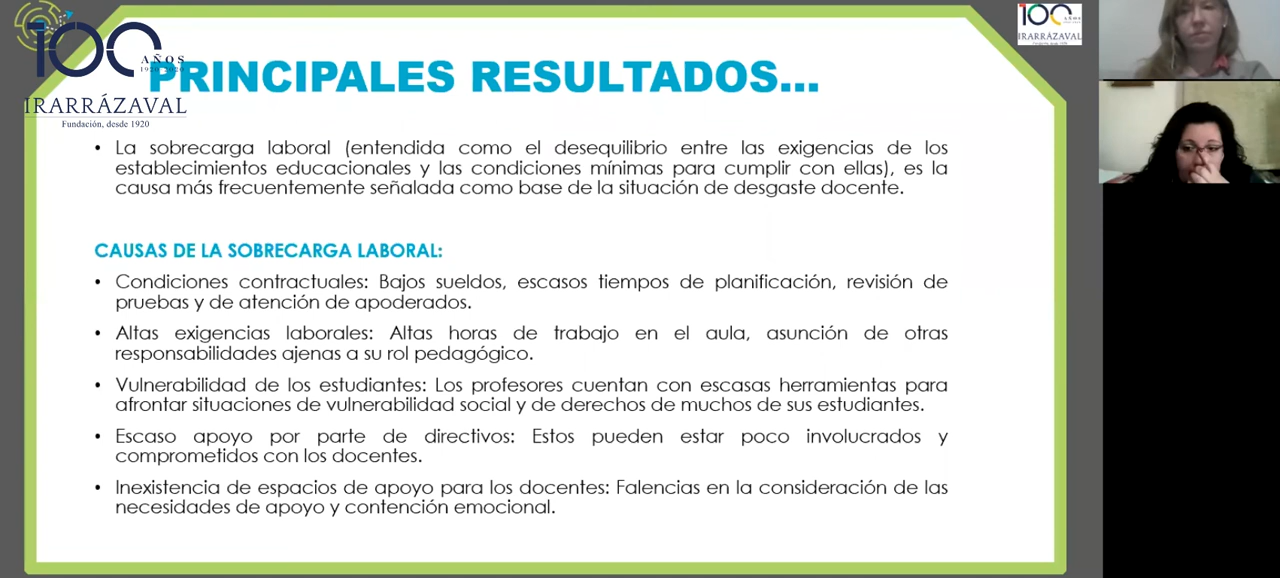 100
AÑOS
1920-2020
IRARRÁZAVAL
Fundación, desde 1920
PRINCIPALES RESULTADOS...
100
AÑOS
IRARRÁZAVAL
• La sobrecarga laboral (entendida como el desequilibrio entre las exigencias de los
establecimientos educacionales y las condiciones mínimas para cumplir con ellas), es la
causa más frecuentemente señalada como base de la situación de desgaste docente.
CAUSAS DE LA SOBRECARGA LABORAL:
• Condiciones contractuales: Bajos sueldos, escasos tiempos de planificación, revisión de
pruebas y de atención de apoderados.
• Altas exigencias laborales: Altas horas de trabajo en el aula, asunción de otras
responsabilidades ajenas a su rol pedagógico.
• Vulnerabilidad de los estudiantes: Los profesores cuentan con escasas herramientas para
afrontar situaciones de vulnerabilidad social y de derechos de muchos de sus estudiantes.
• Escaso apoyo por parte de directivos: Estos pueden estar poco involucrados y
comprometidos con los docentes.
• Inexistencia de espacios de apoyo para los docentes: Falencias en la consideración de las
necesidades de apoyo y contención emocional.